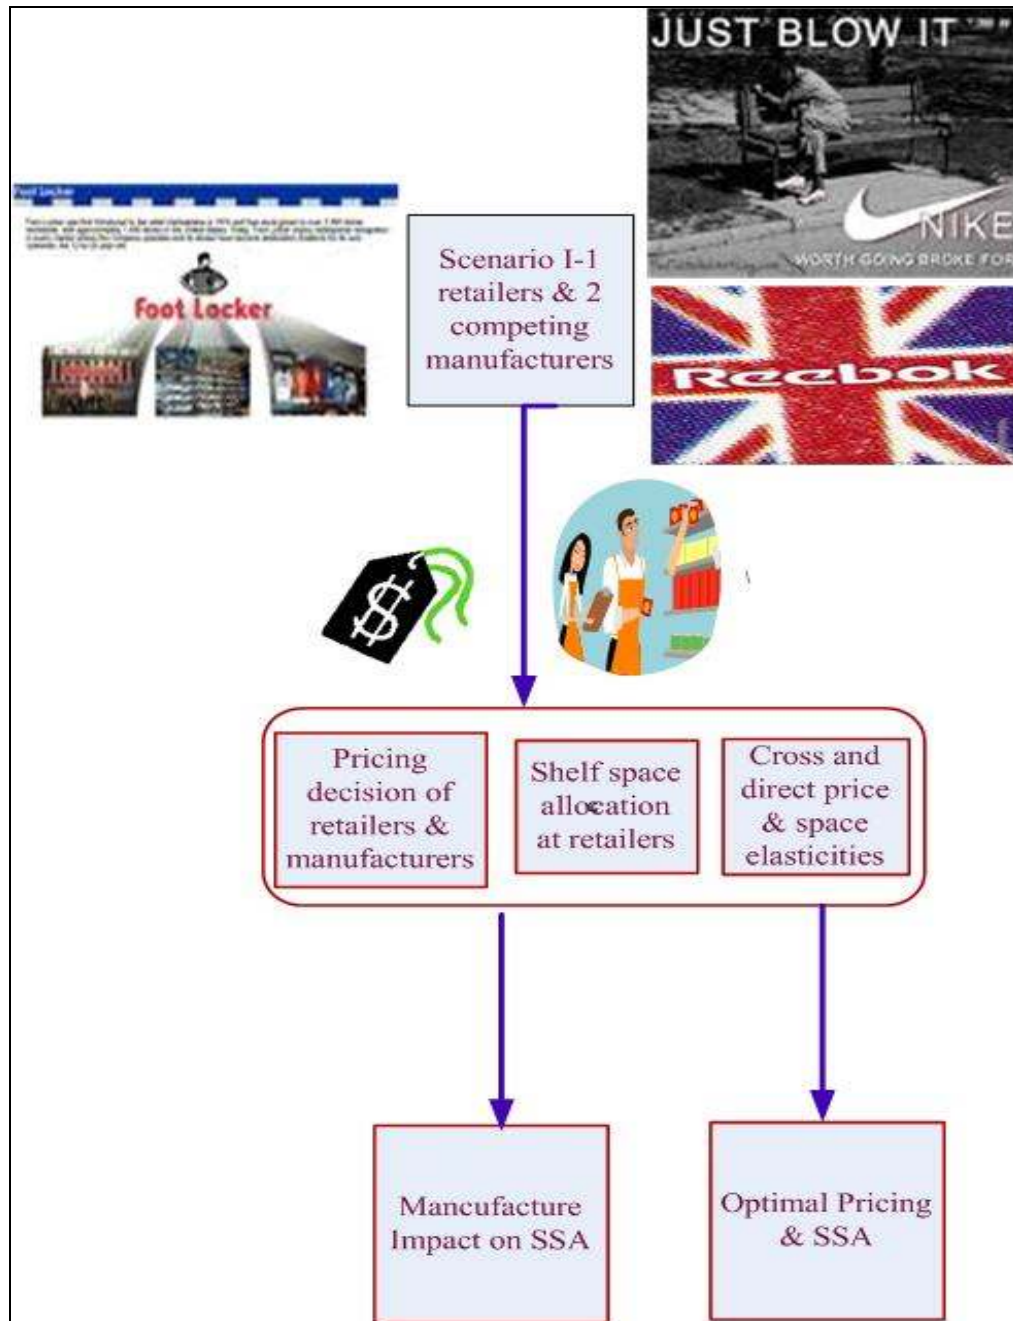 JUST BLOW IT
NIKE
WORTH GOING BROKE FOR
Foot Locker
Foot Locker
Reebok
Scenario I-1
retailers & 2
competing
manufacturers
$
Pricing
decision of
retailers &
manufacturers
Shelf space
allocation
at retailers
Cross and
direct price
& space
elasticities
Mancufacture
Impact on SSA
Optimal Pricing
& SSA